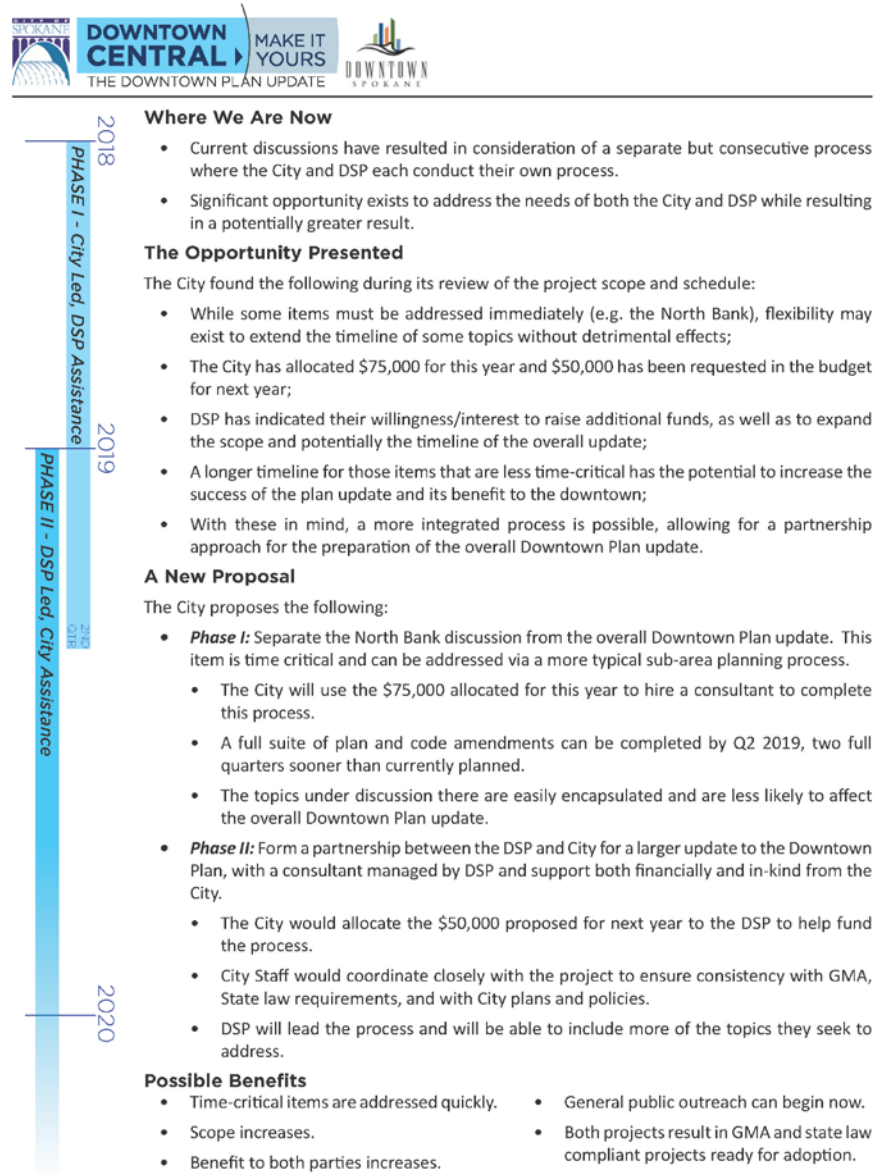 CITY OF
SPOKANE
DOWNTOWN
CENTRAL
MAKE IT
YOURS
THE DOWNTOWN PLAN UPDATE
DOWNTOWN
SPOKANE
2018
PHASE I - City Led, DSP Assistance
2019
2ND
QTR
PHASE II - DSP Led, City Assistance
2020
Where We Are Now
• Current discussions have resulted in consideration of a separate but consecutive process
where the City and DSP each conduct their own process.
• Significant opportunity exists to address the needs of both the City and DSP while resulting
in a potentially greater result.
The Opportunity Presented
The City found the following during its review of the project scope and schedule:
• While some items must be addressed immediately (e.g. the North Bank), flexibility may
exist to extend the timeline of some topics without detrimental effects;
• The City has allocated $75,000 for this year and $50,000 has been requested in the budget
for next year;
• DSP has indicated their willingness/interest to raise additional funds, as well as to expand
the scope and potentially the timeline of the overall update;
• A longer timeline for those items that are less time-critical has the potential to increase the
success of the plan update and its benefit to the downtown;
• With these in mind, a more integrated process is possible, allowing for a partnership
approach for the preparation of the overall Downtown Plan update.
A New Proposal
The City proposes the following:
• Phase I: Separate the North Bank discussion from the overall Downtown Plan update. This
item is time critical and can be addressed via a more typical sub-area planning process.
• The City will use the $75,000 allocated for this year to hire a consultant to complete
this process.
• A full suite of plan and code amendments can be completed by Q2 2019, two full
quarters sooner than currently planned.
• The topics under discussion there are easily encapsulated and are less likely to affect
the overall Downtown Plan update.
• Phase II: Form a partnership between the DSP and City for a larger update to the Downtown
Plan, with a consultant managed by DSP and support both financially and in-kind from the
City.
• The City would allocate the $50,000 proposed for next year to the DSP to help fund
the process.
• City Staff would coordinate closely with the project to ensure consistency with GMA,
State law requirements, and with City plans and policies.
• DSP will lead the process and will be able to include more of the topics they seek to
address.
Possible Benefits
• Time-critical items are addressed quickly.
• Scope increases.
• Benefit to both parties increases.
• General public outreach can begin now.
• Both projects result in GMA and state law
compliant projects ready for adoption.